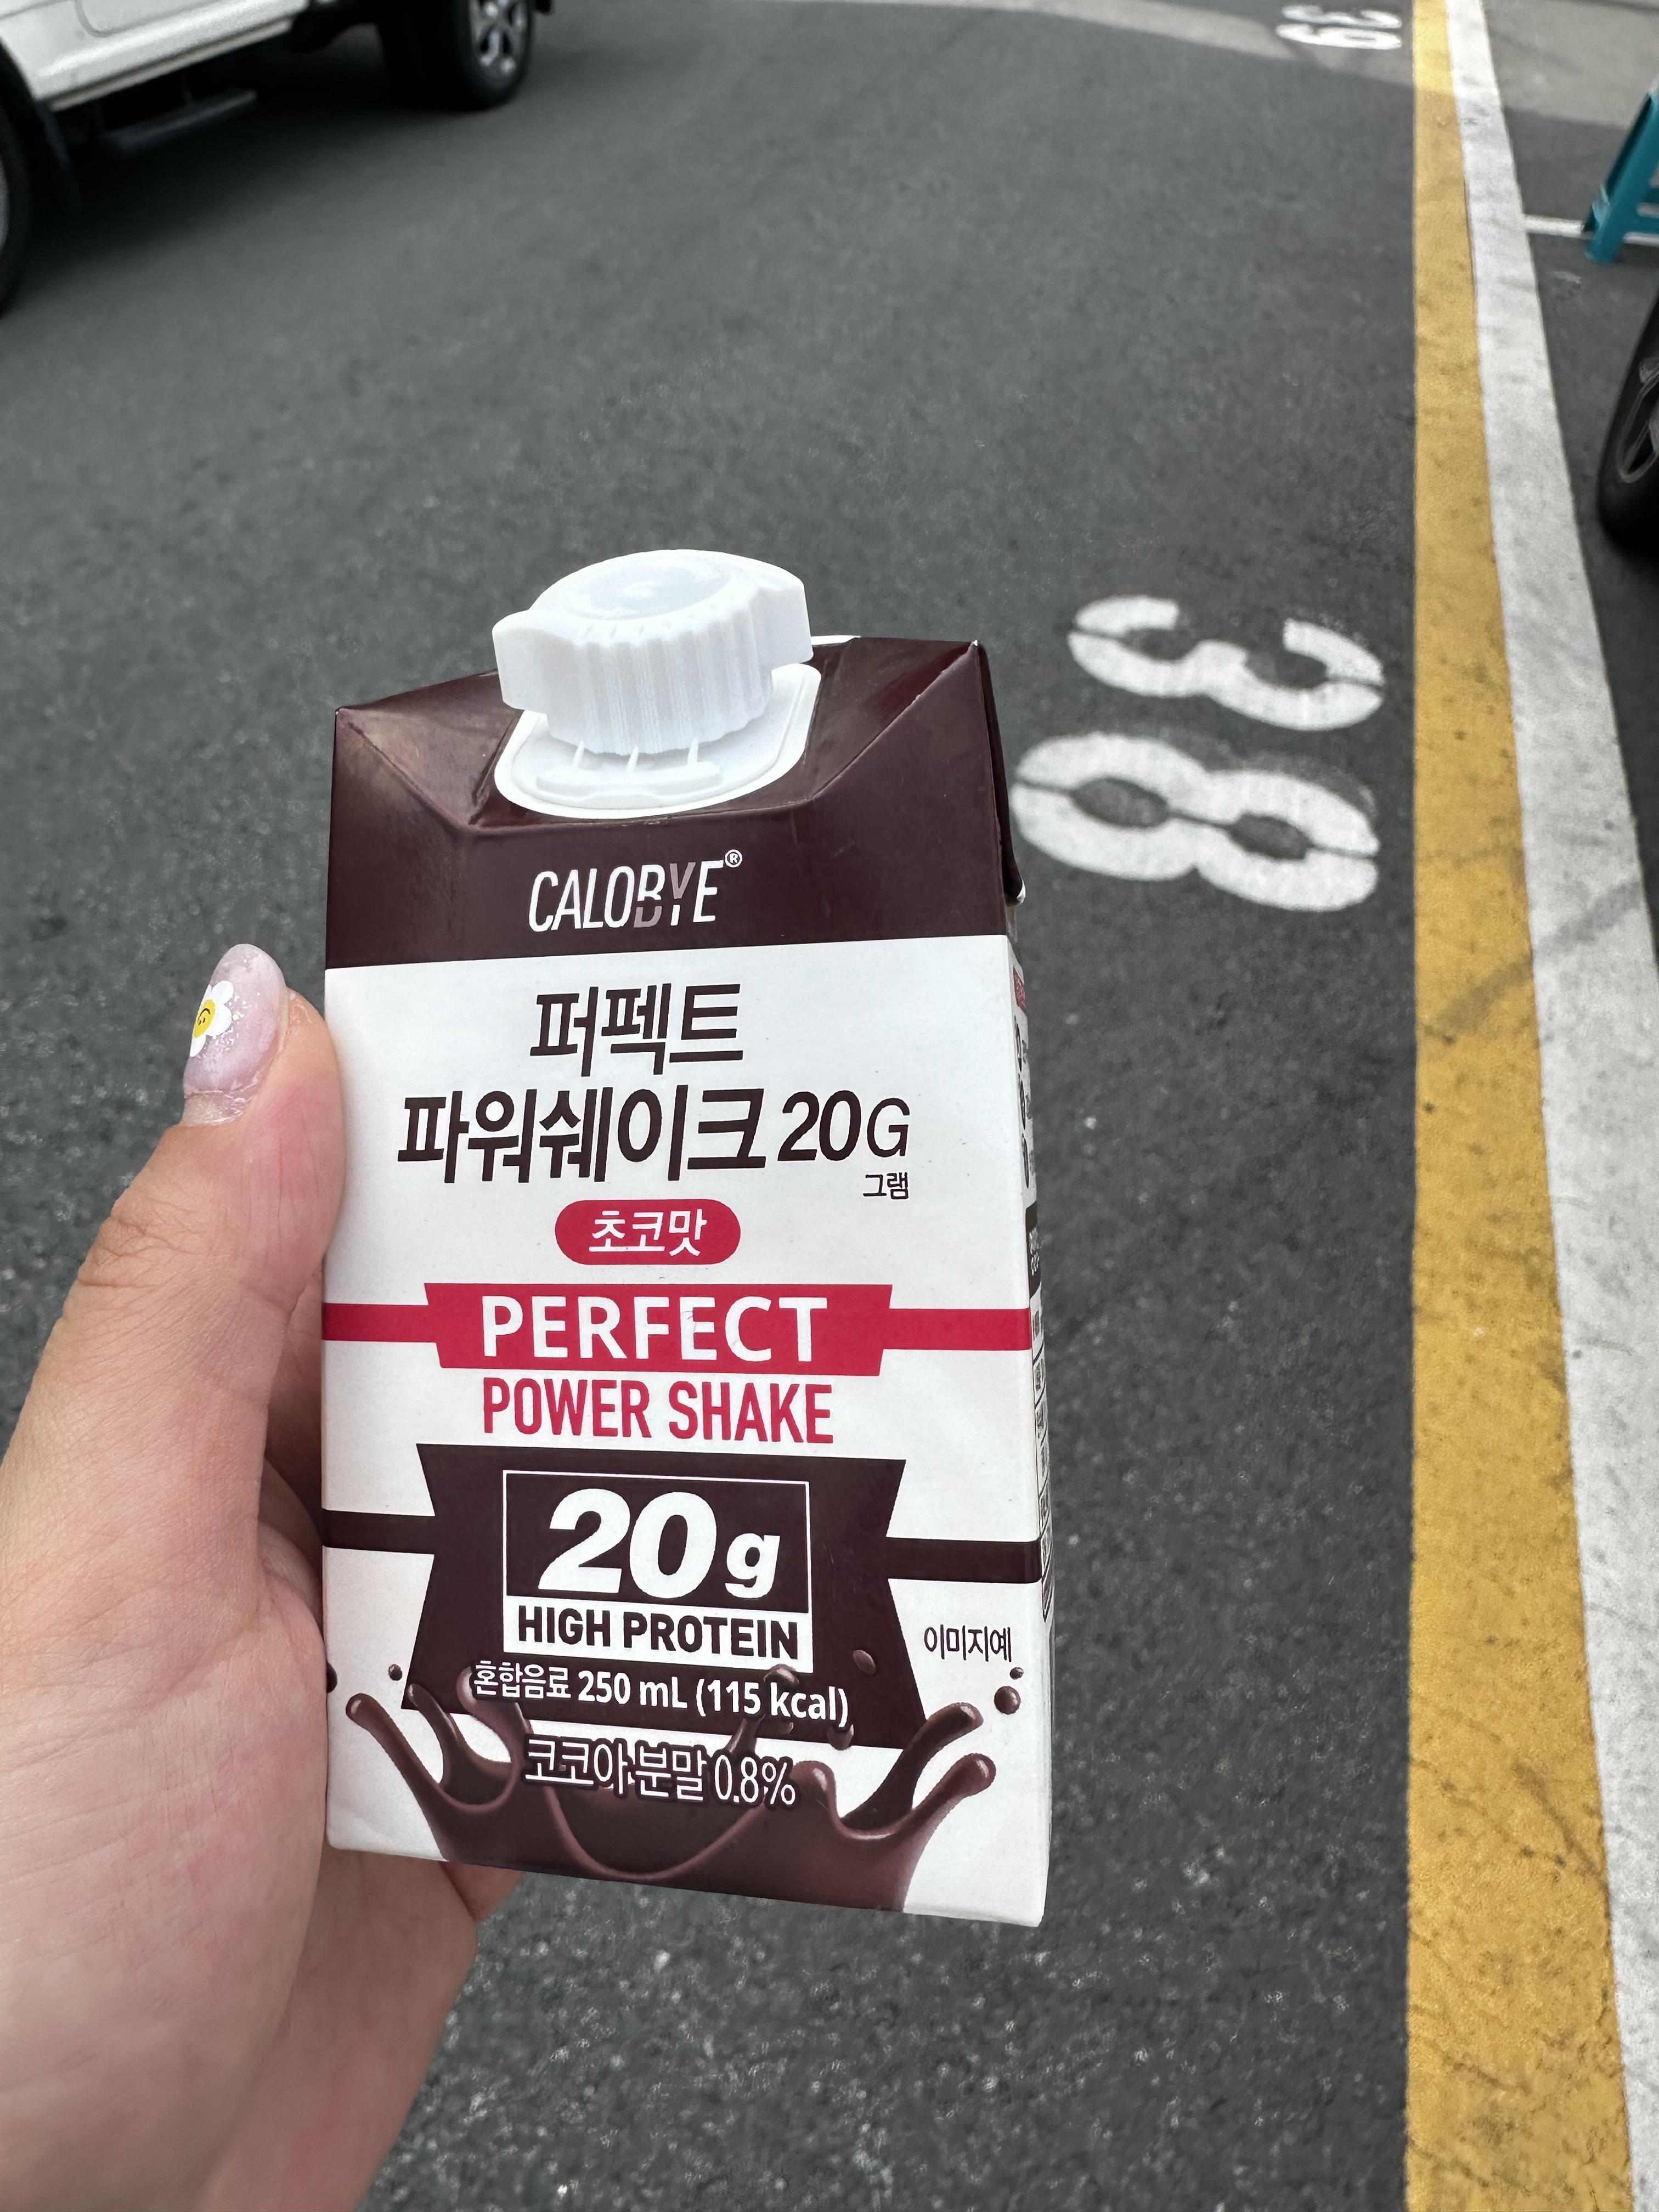 CALOBYE®
퍼펙트
파워쉐이크 20G
그램
초코맛
PERFECT
POWER SHAKE
20g
HIGH PROTEIN
이미지예
혼합음료 250 mL (115 kcal)
코코아분말 0.8%
38
39